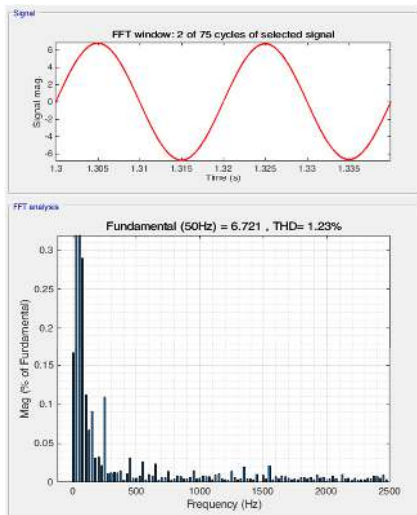 Signal
FFT window: 2 of 75 cycles of selected signal
6
4
2
0
-2
-4
-6
Signal mag.
1.3 1.305 1.31 1.315 1.32 1.325 1.33 1.335
Time (s)
FFT analysis
Fundamental (50Hz) = 6.721 , THD= 1.23%
0.3
0.25
0.2
0.15
0.1
0.05
0
Mag (% of Fundamental)
0 500 1000 1500 2000 2500
Frequency (Hz)